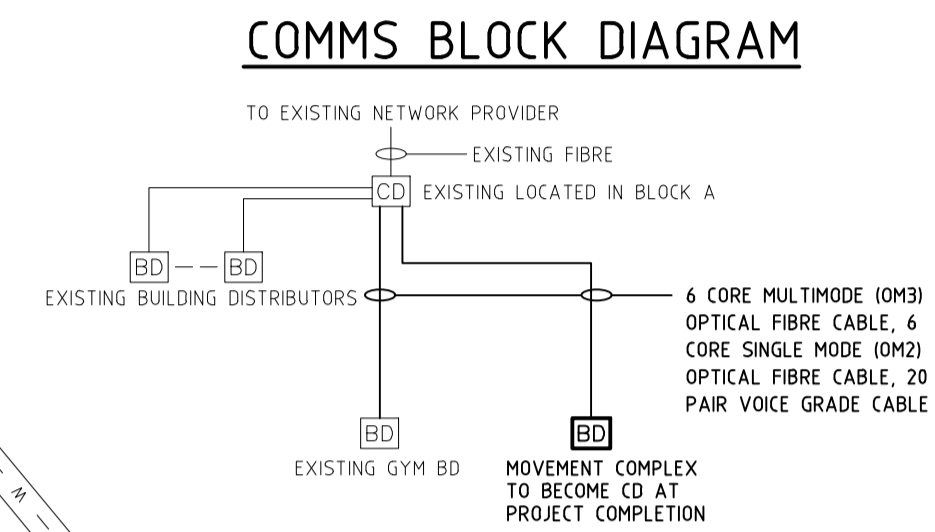 COMMS BLOCK DIAGRAM
TO EXISTING NETWORK PROVIDER
EXISTING FIBRE
CD EXISTING LOCATED IN BLOCK A
BD BD
EXISTING BUILDING DISTRIBUTORS
6 CORE MULTIMODE (OM3)
OPTICAL FIBRE CABLE, 6
CORE SINGLE MODE (OM2)
OPTICAL FIBRE CABLE, 20
PAIR VOICE GRADE CABLE
BD
EXISTING GYM BD
BD
MOVEMENT COMPLEX
TO BECOME CD AT
PROJECT COMPLETION
W